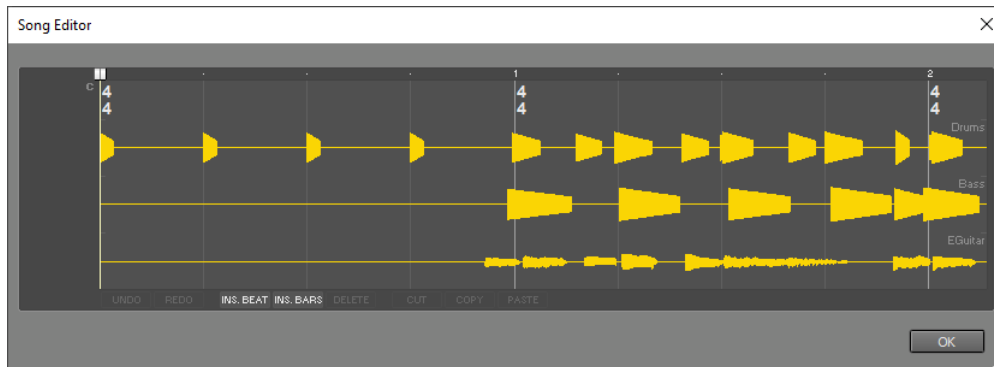 Song Editor
1 2
C 4 4 4
4 4 4
Drums
Bass
EGuitar
UNDO REDO INS. BEAT INS. BARS DELETE CUT COPY PASTE
OK